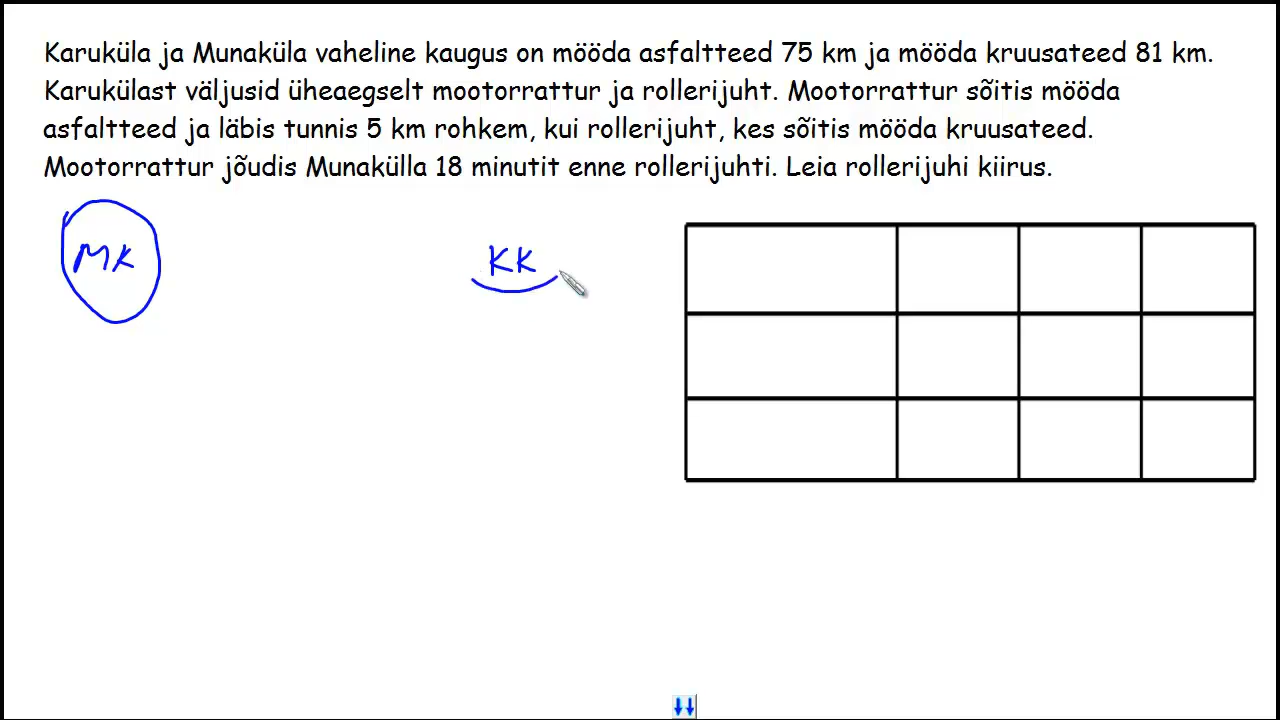 Karuküla ja Munaküla vaheline kaugus on mööda asfaltteed 75 km ja mööda kruusateed 81 km.
Karukülast väljusid üheaegselt mootorrattur ja rollerijuht. Mootorrattur sõitis mööda
asfaltteed ja läbis tunnis 5 km rohkem, kui rollerijuht, kes sõitis mööda kruusateed.
Mootorrattur jõudis Munakülla 18 minutit enne rollerijuhti. Leia rollerijuhi kiirus.
MK
KK